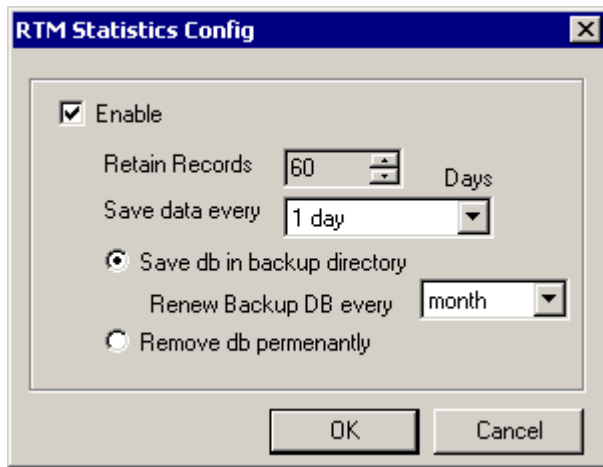 RTM Statistics Config
Enable
Retain Records 60 Days
Save data every 1 day
Save db in backup directory
Renew Backup DB every month
Remove db permenantly
OK Cancel